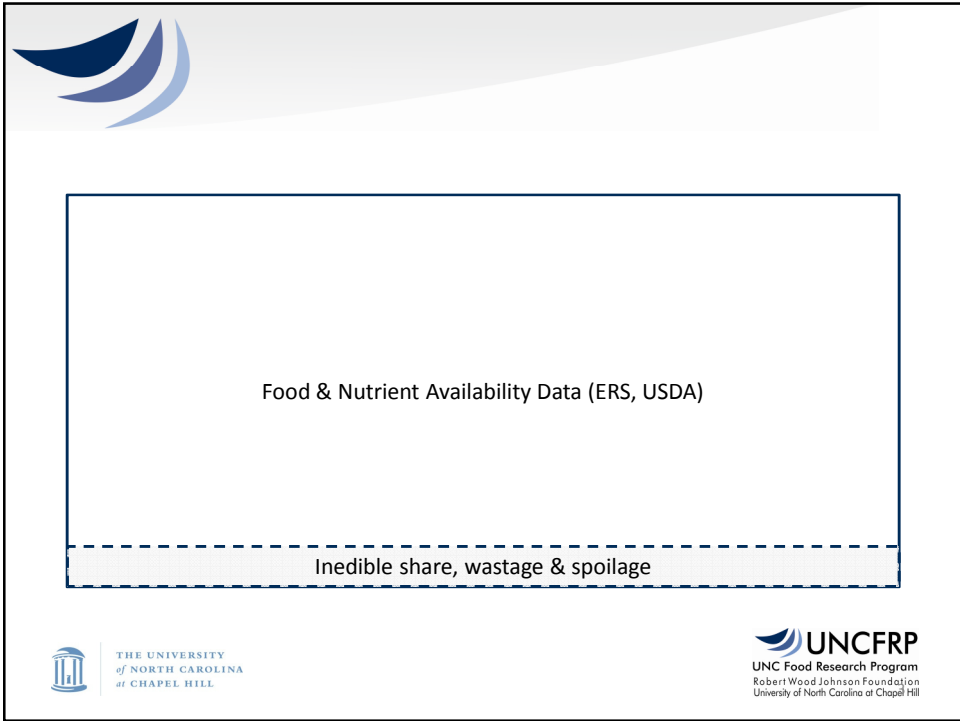 Food & Nutrient Availability Data (ERS, USDA)
Inedible share, wastage & spoilage
THE UNIVERSITY
of NORTH CAROLINA
at CHAPEL HILL
UNCFRP
UNC Food Research Program
Robert Wood Johnson Foundation
University of North Carolina at Chapel Hill
3